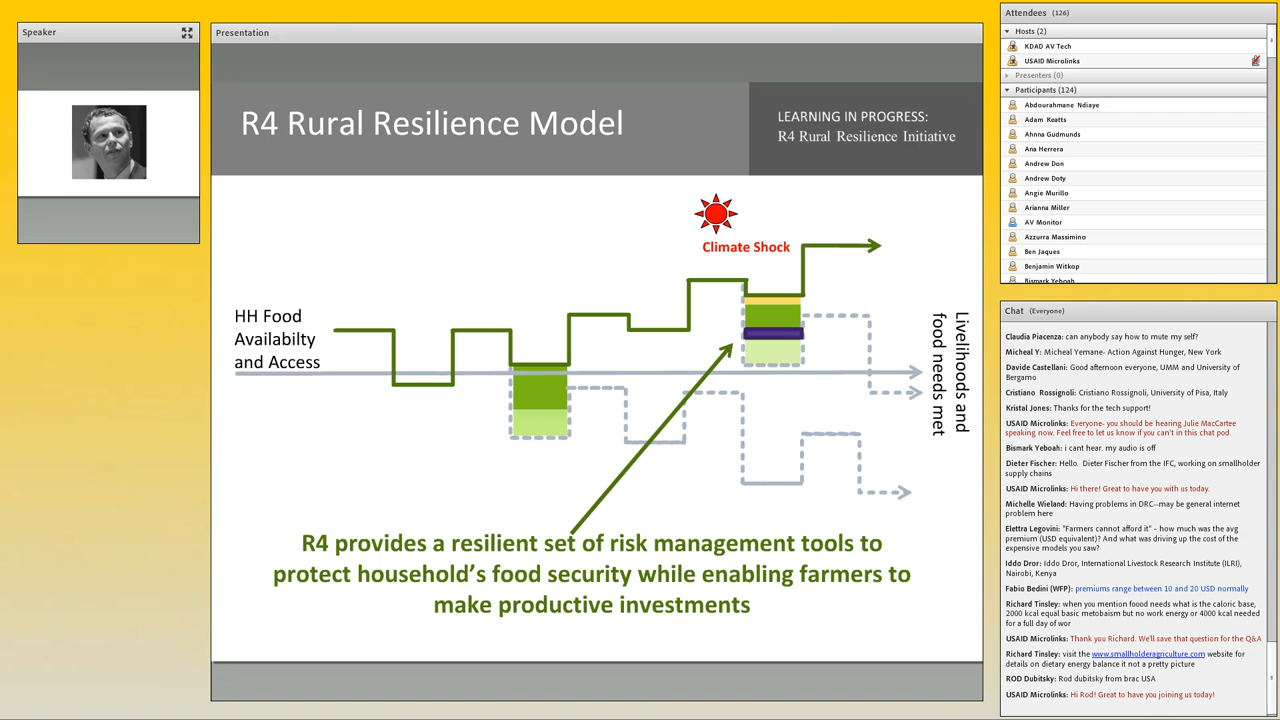 Speaker
Presentation
R4 Rural Resilience Model
LEARNING IN PROGRESS:
R4 Rural Resilience Initiative
Climate Shock
HH Food
Availabilty
and Access
Livelihoods and
food needs met
R4 provides a resilient set of risk management tools to
protect household's food security while enabling farmers to
make productive investments
Attendees (126)
Hosts (2)
KDAD AV Tech
USAID Microlinks
Presenters (0)
Participants (124)
Abdourahmane Ndiaye
Adam Keatts
Ahnna Gudmunds
Ana Herrera
Andrew Don
Andrew Doty
Angie Murillo
Arianna Miller
AV Monitor
Azzurra Massimino
Ben Jaques
Benjamin Witkop
Bismark Yeboah
Chat (Everyone)
Claudia Piacenza: can anybody say how to mute my self?
Micheal Y: Micheal Yemane- Action Against Hunger, New York
Davide Castellani: Good afternoon everyone, UMM and University of
Bergamo
Cristiano Rossignoli: Cristiano Rossignoli, University of Pisa, Italy
Kristal Jones: Thanks for the tech support!
USAID Microlinks: Everyone- you should be hearing Julie MacCartee
speaking now. Feel free to let us know if you can't in this chat pod.
Bismark Yeboah: i cant hear. my audio is off
Dieter Fischer: Hello. Dieter Fischer from the IFC, working on smallholder
supply chains
USAID Microlinks: Hi there! Great to have you with us today.
Michelle Wieland: Having problems in DRC--may be general internet
problem here
Elettra Legovini: "Farmers cannot afford it" - how much was the avg
premium (USD equivalent)? And what was driving up the cost of the
expensive models you saw?
Iddo Dror: Iddo Dror, International Livestock Research Institute (ILRI),
Nairobi, Kenya
Fabio Bedini (WFP): premiums range between 10 and 20 USD normally
Richard Tinsley: when you mention foood needs what is the caloric base,
2000 kcal equal basic metobaism but no work energy or 4000 kcal needed
for a full day of wor
USAID Microlinks: Thank you Richard. We'll save that question for the Q&A
Richard Tinsley: visit the www.smallholderagriculture.com website for
details on dietary energy balance it not a pretty picture
ROD Dubitsky: Rod dubitsky from brac USA
USAID Microlinks: Hi Rod! Great to have you joining us today!